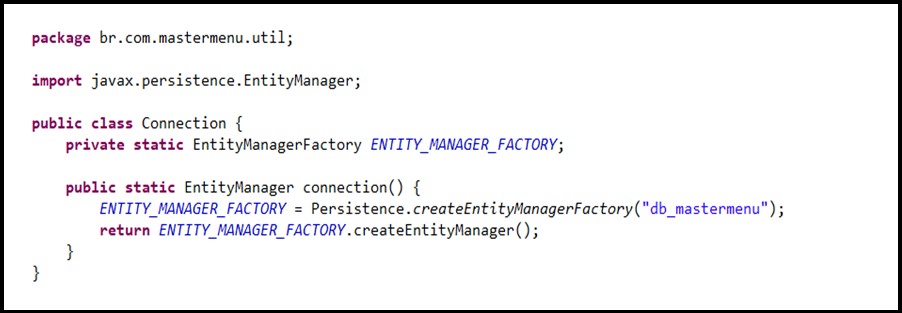 package br.com.mastermenu.util;
import javax.persistence.EntityManager;
public class Connection {
private static EntityManagerFactory ENTITY_MANAGER_FACTORY;
public static EntityManager connection() {
ENTITY_MANAGER_FACTORY = Persistence.createEntityManagerFactory("db_mastermenu");
return ENTITY_MANAGER_FACTORY.createEntityManager();
}
}